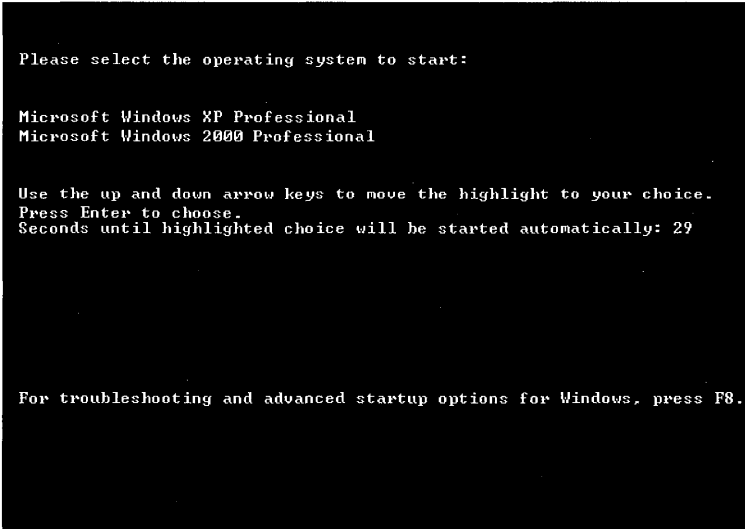 Please select the operating system to start:
Microsoft Windows XP Professional
Microsoft Windows 2000 Professional
Use the up and down arrow keys to move the highlight to your choice.
Press Enter to choose.
Seconds until highlighted choice will be started automatically: 29
For troubleshooting and advanced startup options for Windows, press F8.